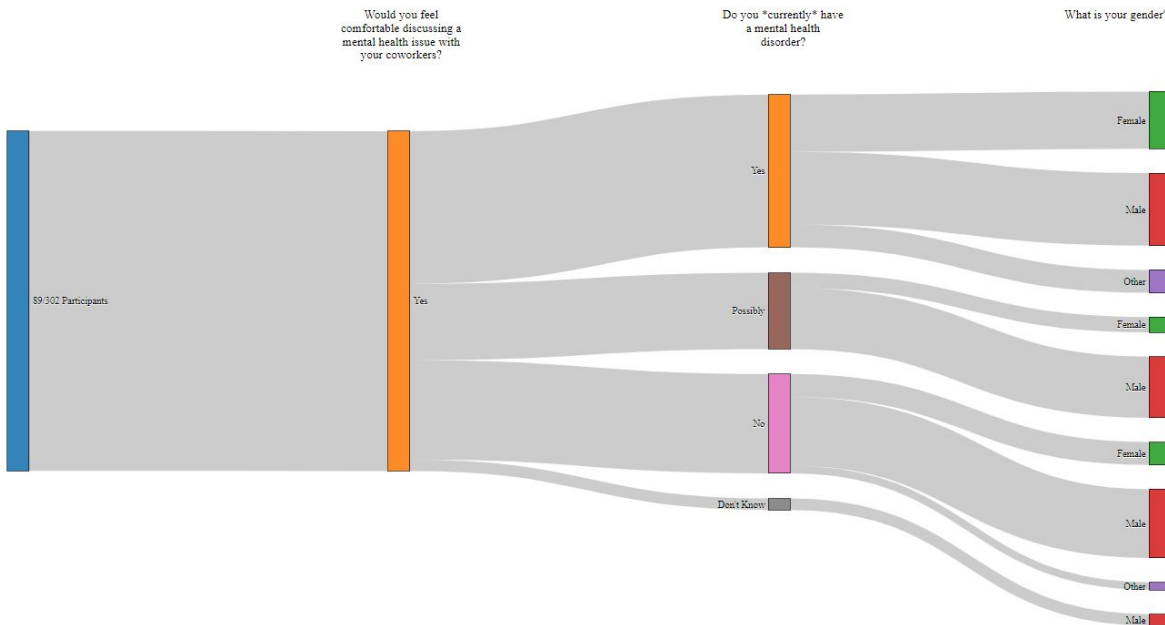 Would you feel
comfortable discussing a
mental health issue with
your coworkers?
Do you *currently* have
a mental health
disorder?
What is your gender?
Female
Yes
Male
Other
89/302 Participants
Yes
Possibly
Female
Male
No
Female
Don't Know
Male
Other
Male